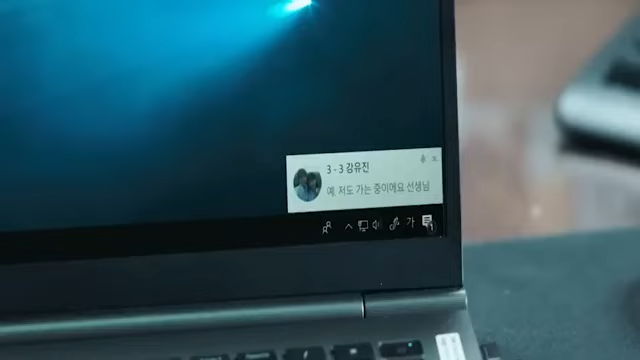 3 - 3 강유진
예, 저도 가는 중이에요 선생님
가